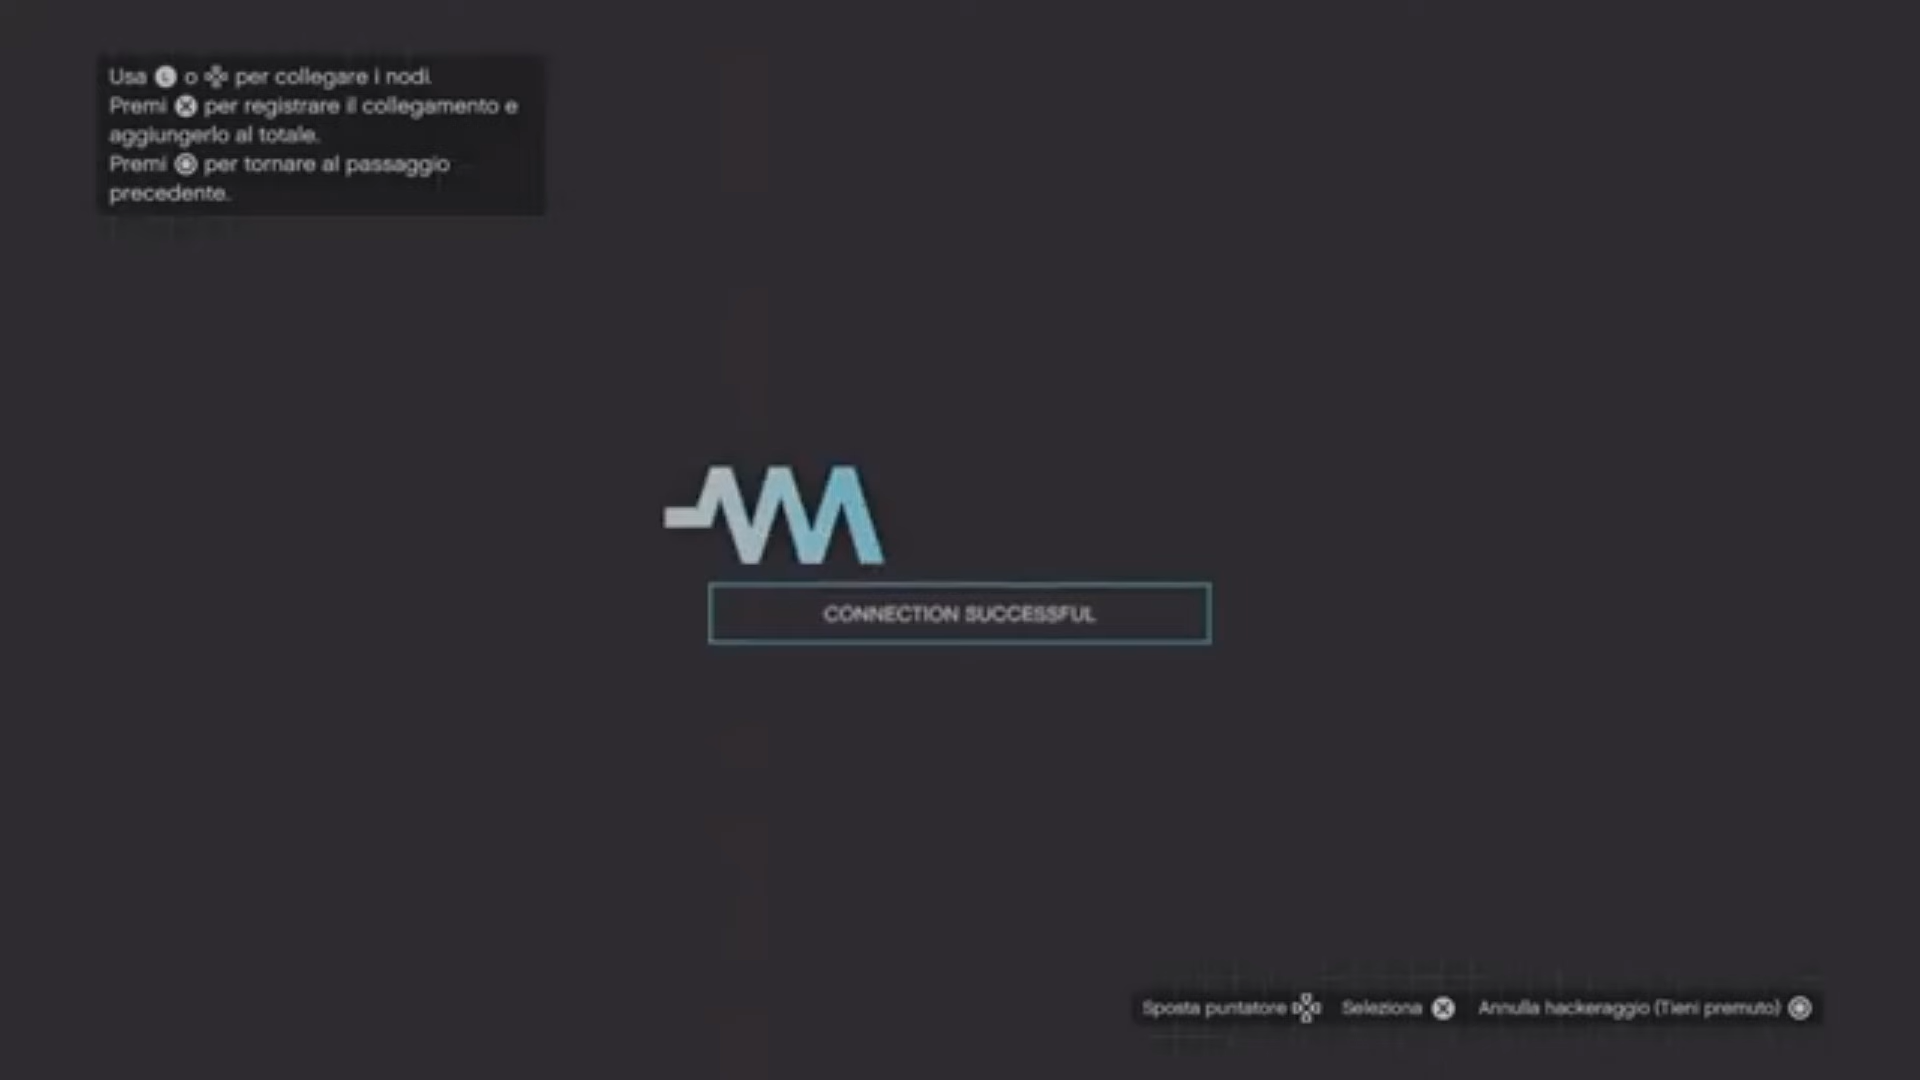 Usa L o per collegare i nodi.
Premi per registrare il collegamento e
aggiungerlo al totale.
Premi per tornare al passaggio
precedente.
CONNECTION SUCCESSFUL
Sposta puntatore Seleziona Annulla hackeraggio (Tieni premuto)